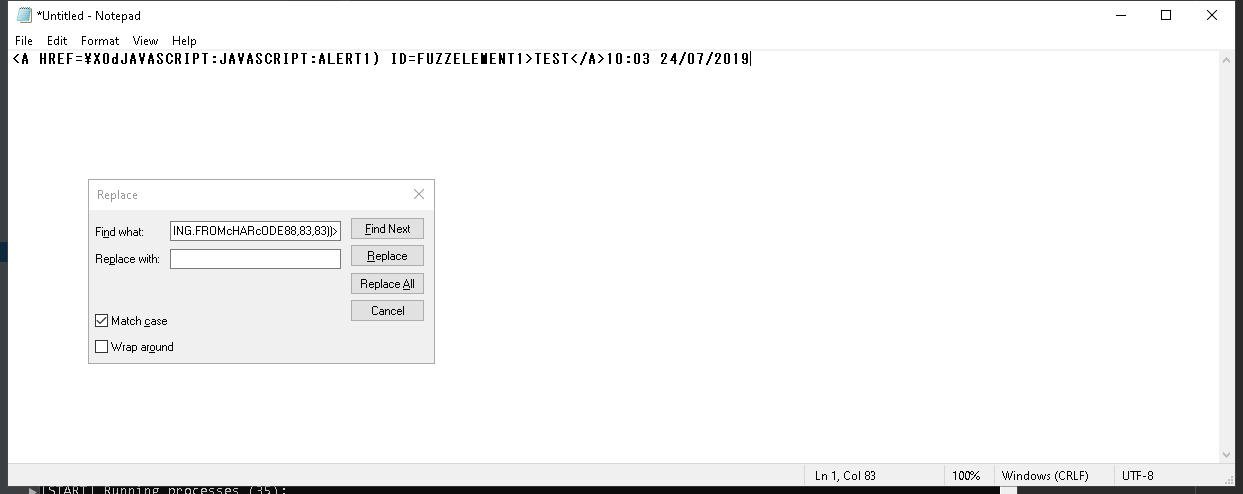 *Untitled - Notepad
File Edit Format View Help
<A HREF=¥X0dJAVASCRIPT:JAVASCRIPT:ALERT1) ID=FUZZELEMENT1>TEST</A>10:03 24/07/2019
Replace
Find what: ING.FROMcHARcODE88,83,83))> Find Next
Replace with: Replace
Replace All
Cancel
Match case
Wrap around
Ln 1, Col 83 100% Windows (CRLF) UTF-8
[START] Running processes (35):